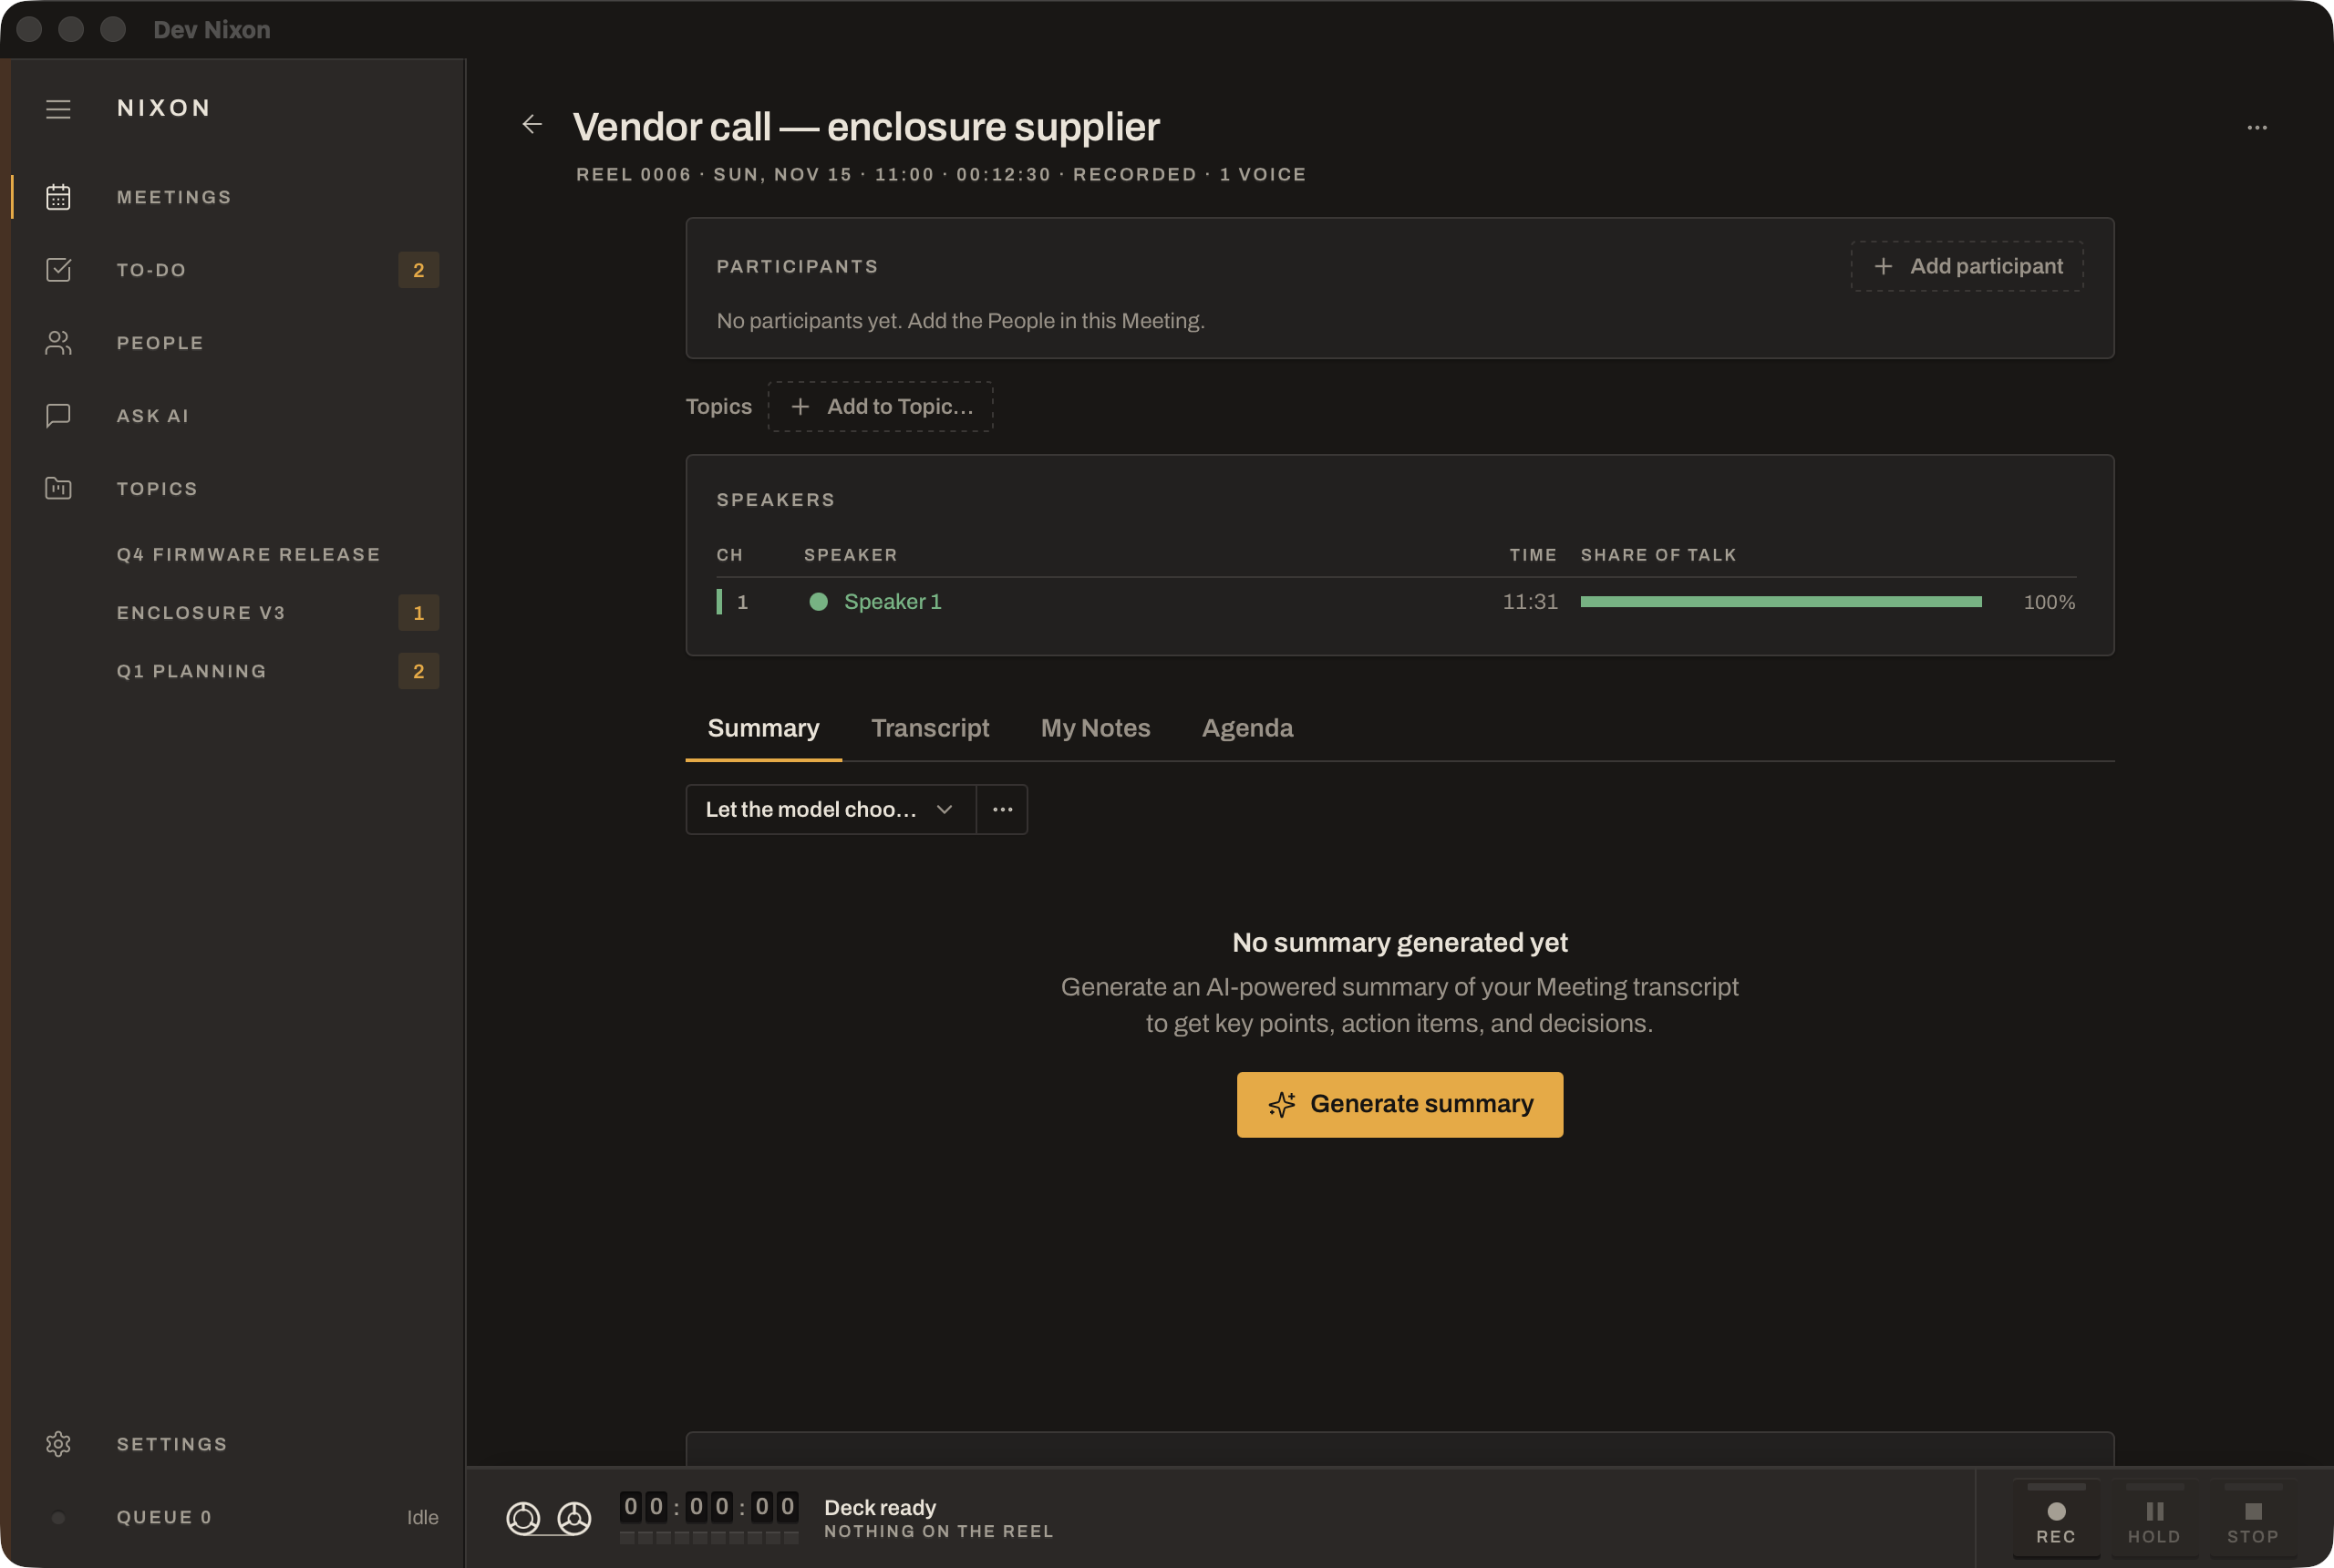 Dev Nixon
NIXON
MEETINGS
TO-DO 2
PEOPLE
ASK AI
TOPICS
Q4 FIRMWARE RELEASE
ENCLOSURE V3 1
Q1 PLANNING 2
SETTINGS
QUEUE 0 Idle
Vendor call — enclosure supplier
REEL 0006 · SUN, NOV 15 · 11:00 · 00:12:30 · RECORDED · 1 VOICE
PARTICIPANTS
Add participant
No participants yet. Add the People in this Meeting.
Topics
Add to Topic...
SPEAKERS
CH SPEAKER TIME SHARE OF TALK
1 Speaker 1 11:31 100%
Summary Transcript My Notes Agenda
Let the model choo...
No summary generated yet
Generate an AI-powered summary of your Meeting transcript
to get key points, action items, and decisions.
Generate summary
00:00:00
Deck ready
NOTHING ON THE REEL
REC HOLD STOP